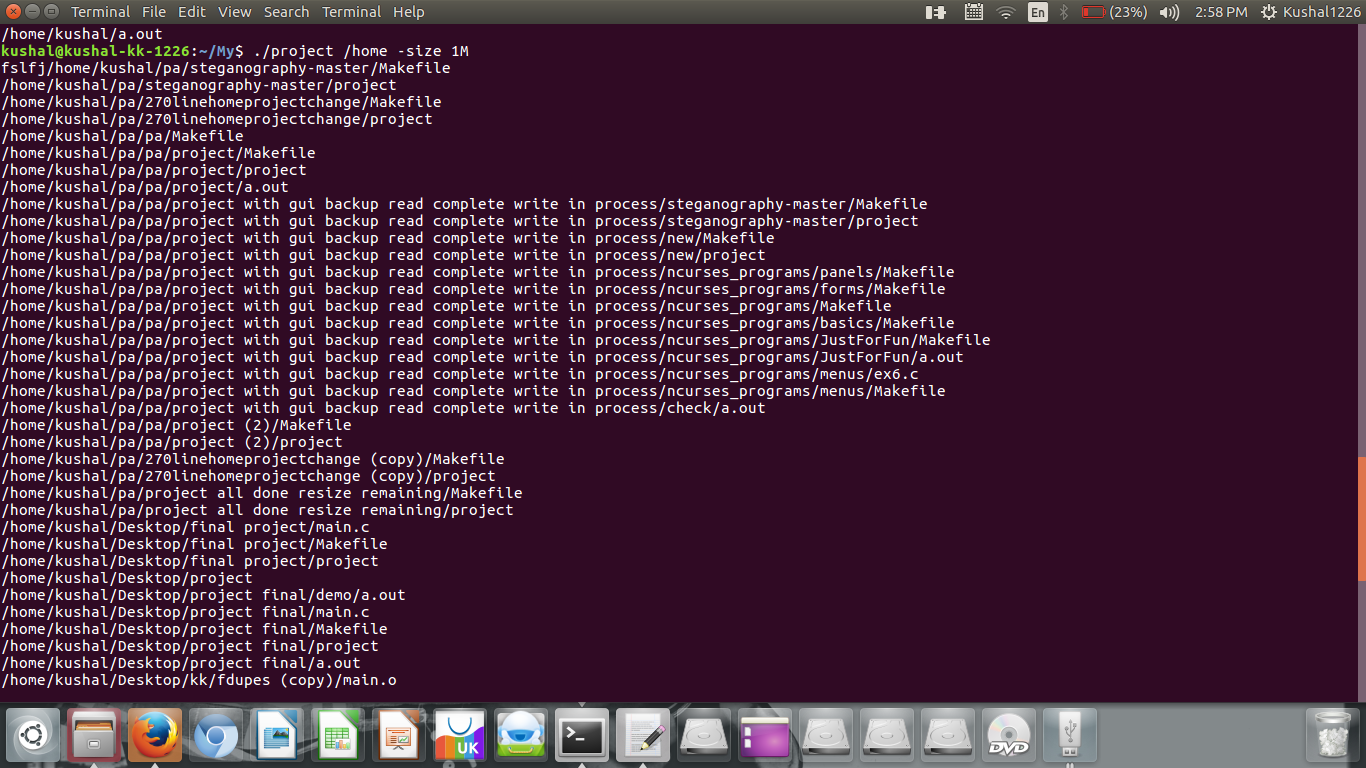 Terminal File Edit View Search Terminal Help En (23%) 2:58 PM Kushal1226
/home/kushal/a.out
kushal@kushal-kk-1226:~/My$ ./project /home -size 1M
fslfj/home/kushal/pa/steganography-master/Makefile
/home/kushal/pa/steganography-master/project
/home/kushal/pa/270linehomeprojectchange/Makefile
/home/kushal/pa/270linehomeprojectchange/project
/home/kushal/pa/pa/Makefile
/home/kushal/pa/pa/project/Makefile
/home/kushal/pa/pa/project/project
/home/kushal/pa/pa/project/a.out
/home/kushal/pa/pa/project with gui backup read complete write in process/steganography-master/Makefile
/home/kushal/pa/pa/project with gui backup read complete write in process/steganography-master/project
/home/kushal/pa/pa/project with gui backup read complete write in process/new/Makefile
/home/kushal/pa/pa/project with gui backup read complete write in process/new/project
/home/kushal/pa/pa/project with gui backup read complete write in process/ncurses_programs/panels/Makefile
/home/kushal/pa/pa/project with gui backup read complete write in process/ncurses_programs/forms/Makefile
/home/kushal/pa/pa/project with gui backup read complete write in process/ncurses_programs/Makefile
/home/kushal/pa/pa/project with gui backup read complete write in process/ncurses_programs/basics/Makefile
/home/kushal/pa/pa/project with gui backup read complete write in process/ncurses_programs/JustForFun/Makefile
/home/kushal/pa/pa/project with gui backup read complete write in process/ncurses_programs/JustForFun/a.out
/home/kushal/pa/pa/project with gui backup read complete write in process/ncurses_programs/menus/ex6.c
/home/kushal/pa/pa/project with gui backup read complete write in process/ncurses_programs/menus/Makefile
/home/kushal/pa/pa/project with gui backup read complete write in process/check/a.out
/home/kushal/pa/pa/project (2)/Makefile
/home/kushal/pa/pa/project (2)/project
/home/kushal/pa/270linehomeprojectchange (copy)/Makefile
/home/kushal/pa/270linehomeprojectchange (copy)/project
/home/kushal/pa/project all done resize remaining/Makefile
/home/kushal/pa/project all done resize remaining/project
/home/kushal/Desktop/final project/main.c
/home/kushal/Desktop/final project/Makefile
/home/kushal/Desktop/final project/project
/home/kushal/Desktop/project
/home/kushal/Desktop/project final/demo/a.out
/home/kushal/Desktop/project final/main.c
/home/kushal/Desktop/project final/Makefile
/home/kushal/Desktop/project final/project
/home/kushal/Desktop/project final/a.out
/home/kushal/Desktop/kk/fdupes (copy)/main.o
UK
DVD